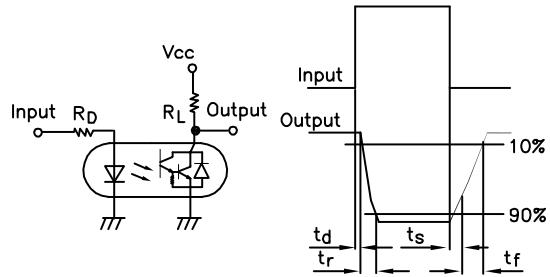 Vcc
Input
RD
RL
Output
Input
Output
10%
90%
td
ts
tr
tf